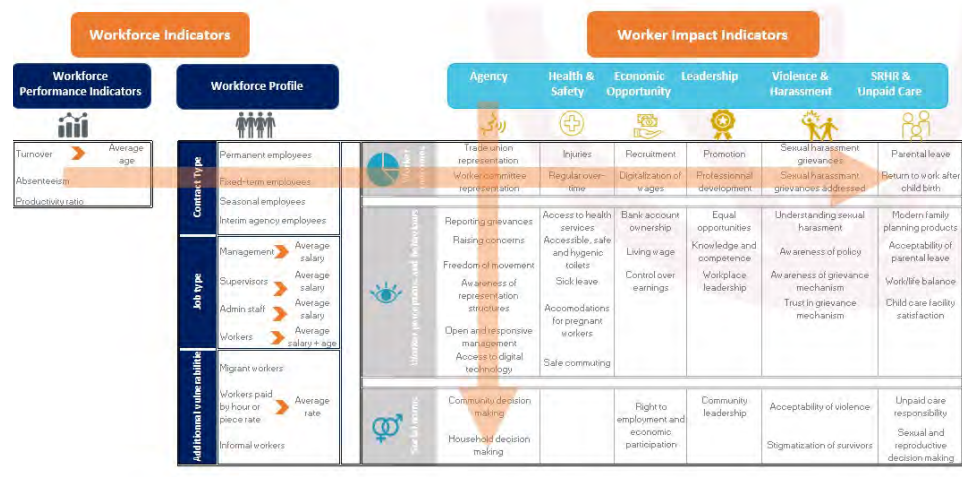 Workforce Indicators
Worker Impact Indicators
Workforce
Performance Indicators
Workforce Profile
Agency
Health &
Safety
Economic
Opportunity
Leadership
Violence &
Harassment
SRHR &
Unpaid Care
Turnover
Average
age
Absenteeism
Productivity ratio
Contract Type
Permanent employees
Fixed-term employees
Seasonal employees
Interim agency employees
Job type
Management
Average
salary
Supervisors
Average
salary
Admin staff
Average
salary
Workers
Average
salary + age
Additionnal vulnerabilities
Migrant workers
Workers paid
by hour or
piece rate
Average
rate
Informal workers
Worker
outcomes
Trade union
representation
Worker committee
representation
Injuries
Regular over-
time
Recruitment
Digitalization of
wages
Promotion
Professionnal
development
Sexual harassment
grievances
Sexual harassmant
grievances addressed
Parental leave
Return to work after
child birth
Worker perceptions and behaviors
Reporting grievances
Raising concerns
Freedom of movement
Awareness of
representation
structures
Open and responsive
management
Access to digital
technology
Access to health
services
Accessible, safe
and hygenic
toilets
Sick leave
Accomodations
for pregnant
workers
Safe commuting
Bank account
ownership
Living wage
Control over
earnings
Equal
opportunities
Knowledge and
competence
Workplace
leadership
Understanding sexual
harasment
Awareness of policy
Awareness of grievance
mechanism
Trust in grievance
mechanism
Modern family
planning products
Acceptability of
parental leave
Work/life balance
Child care facility
satisfaction
Social norms
Community decision
making
Household decision
making
Right to
employment and
economic
participation
Community
leadership
Acceptability of violence
Stigmatization of survivors
Unpaid care
responsibility
Sexual and
reproductive
decision making